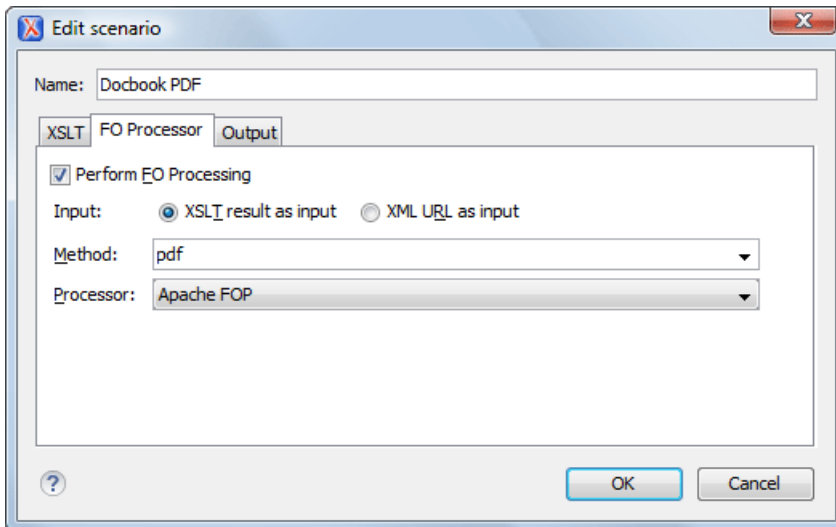 Edit scenario
Name: Docbook PDF
XSLT FO Processor Output
Perform FO Processing
Input: XSLT result as input XML URL as input
Method: pdf
Processor: Apache FOP
? OK Cancel